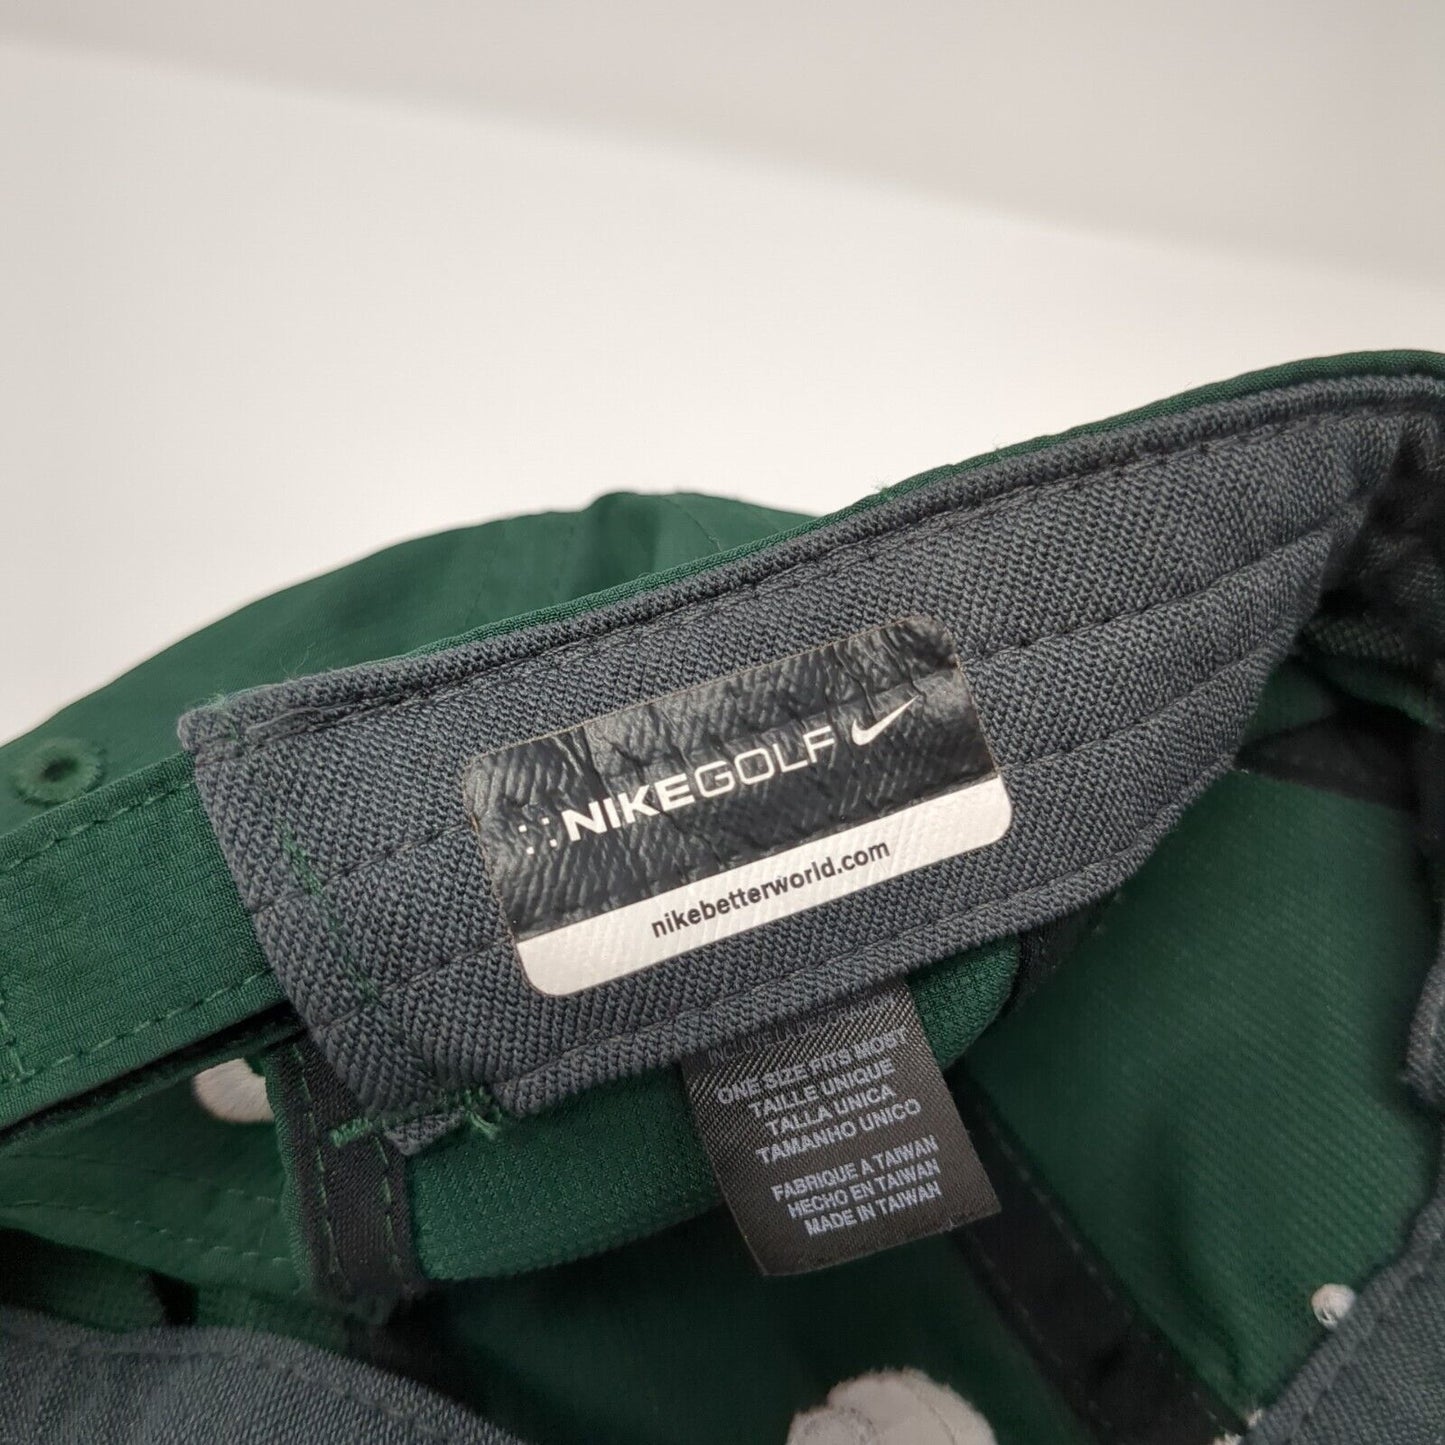 NIKEGOLF
nikebetterworld.com
ONE SIZE FITS MOST
TAILLE UNIQUE
TALLA UNICA
TAMANHO UNICO
FABRIQUE A TAIWAN
HECHO EN TAIWAN
MADE IN TAIWAN